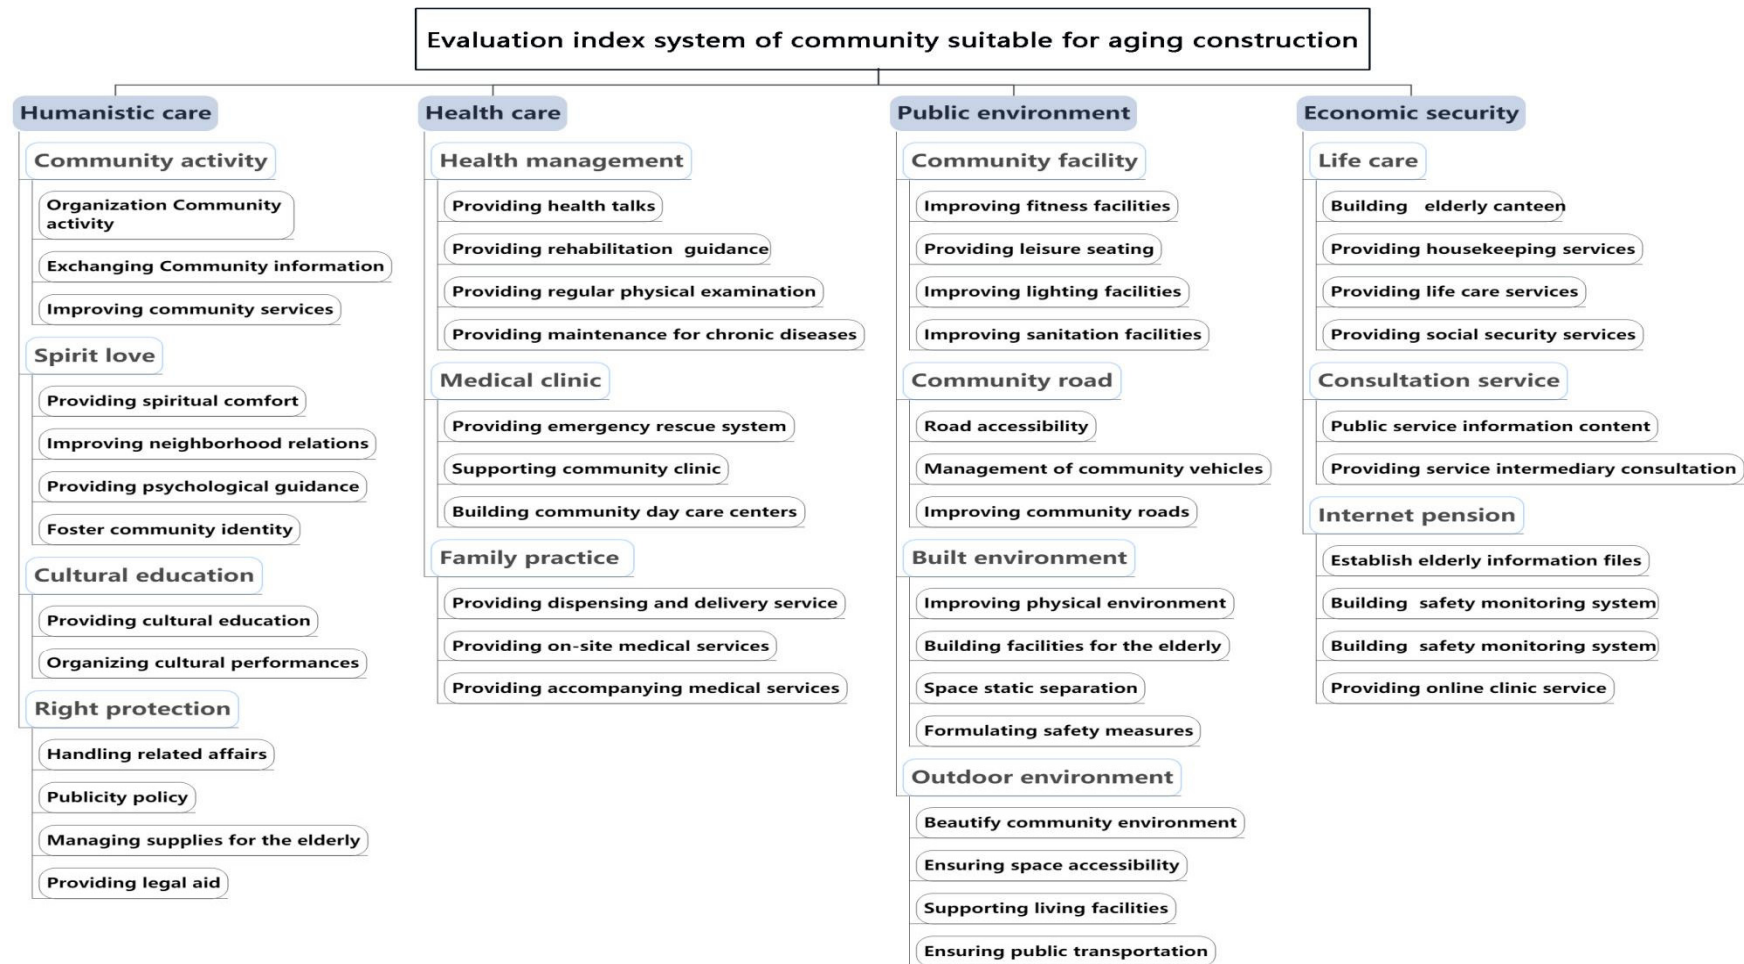 Evaluation index system of community suitable for aging construction
Humanistic care
Community activity
Organization Community
activity
Exchanging Community information
Improving community services
Spirit love
Providing spiritual comfort
Improving neighborhood relations
Providing psychological guidance
Foster community identity
Cultural education
Providing cultural education
Organizing cultural performances
Right protection
Handling related affairs
Publicity policy
Managing supplies for the elderly
Providing legal aid
Health care
Health management
Providing health talks
Providing rehabilitation guidance
Providing regular physical examination
Providing maintenance for chronic diseases
Medical clinic
Providing emergency rescue system
Supporting community clinic
Building community day care centers
Family practice
Providing dispensing and delivery service
Providing on-site medical services
Providing accompanying medical services
Public environment
Community facility
Improving fitness facilities
Providing leisure seating
Improving lighting facilities
Improving sanitation facilities
Community road
Road accessibility
Management of community vehicles
Improving community roads
Built environment
Improving physical environment
Building facilities for the elderly
Space static separation
Formulating safety measures
Outdoor environment
Beautify community environment
Ensuring space accessibility
Supporting living facilities
Ensuring public transportation
Economic security
Life care
Building elderly canteen
Providing housekeeping services
Providing life care services
Providing social security services
Consultation service
Public service information content
Providing service intermediary consultation
Internet pension
Establish elderly information files
Building safety monitoring system
Building safety monitoring system
Providing online clinic service